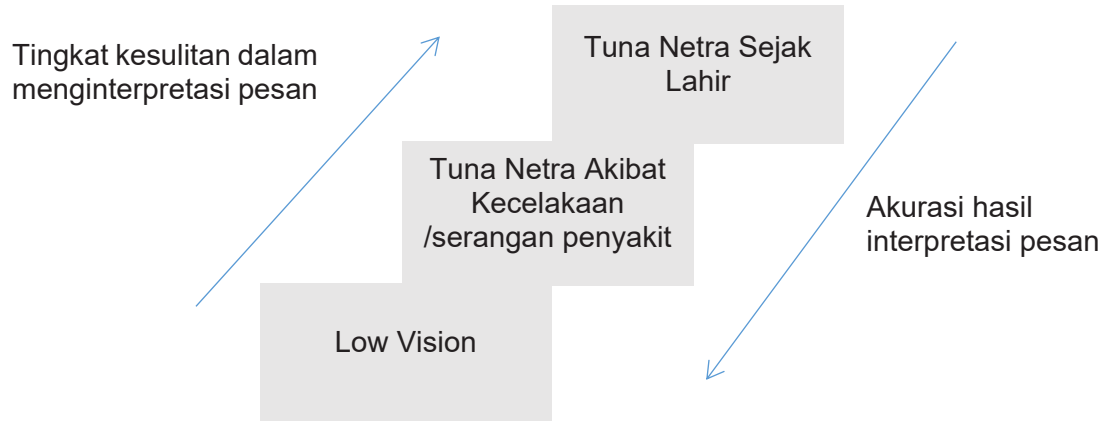 Tingkat kesulitan dalam
menginterpretasi pesan
Tuna Netra Sejak
Lahir
Tuna Netra Akibat
Kecelakaan
/serangan penyakit
Akurasi hasil
interpretasi pesan
Low Vision